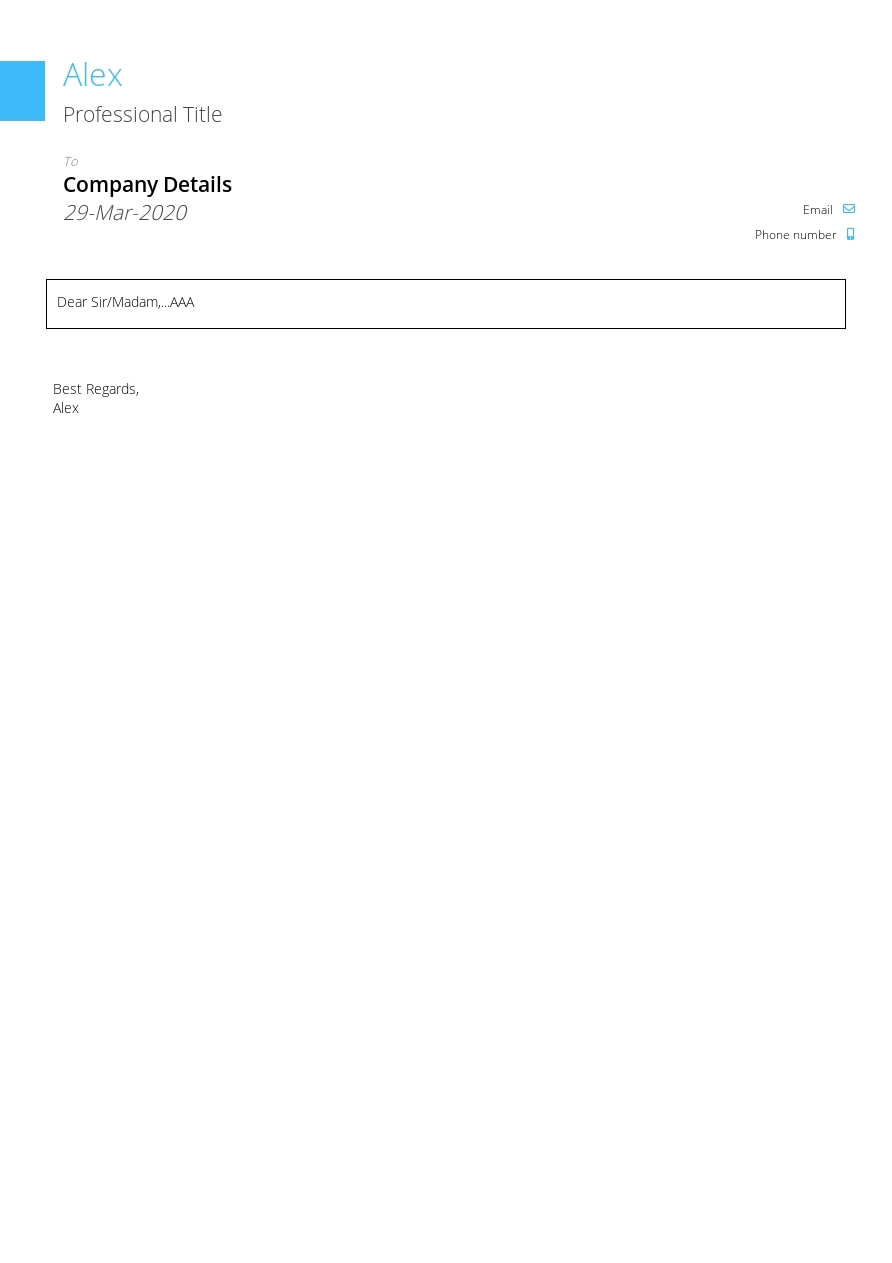 Alex
Professional Title
To
Company Details
29-Mar-2020
Email
Phone number
Dear Sir/Madam,...AAA
Best Regards,
Alex